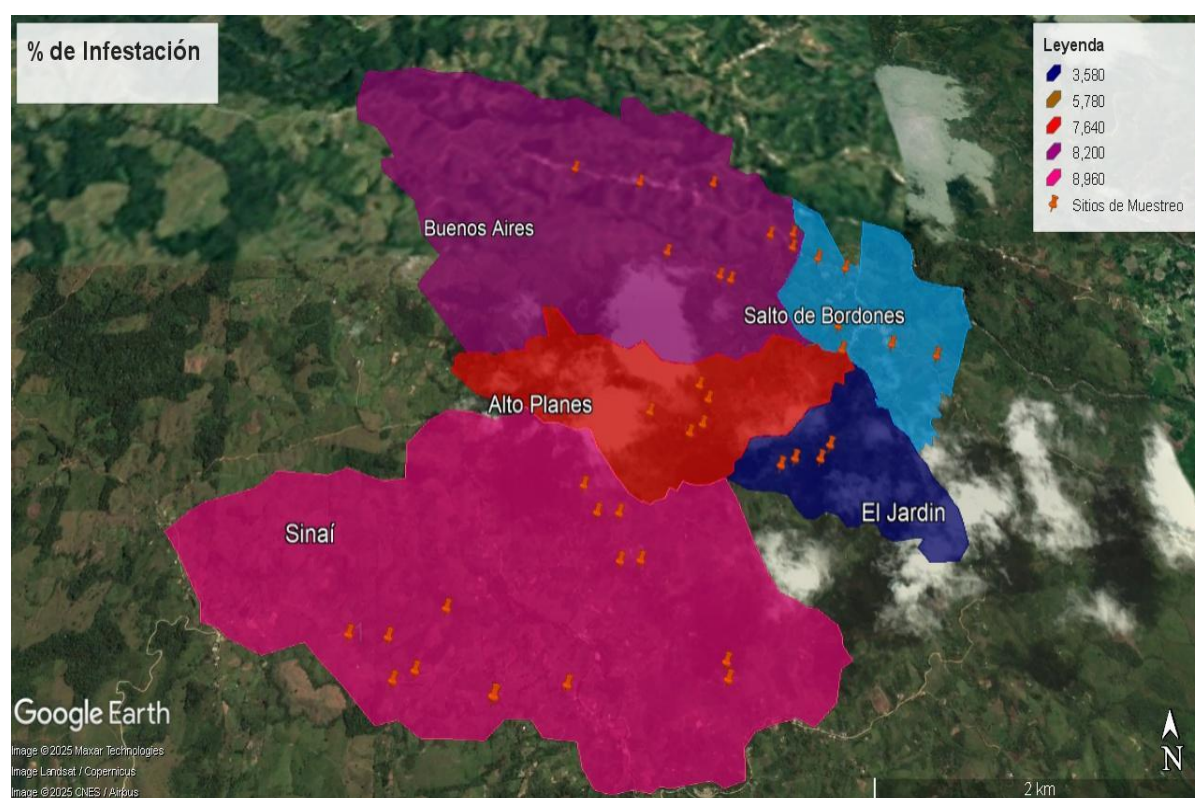 % de Infestación
Leyenda
3,580
5,780
7,640
8,200
8,960
Sitios de Muestreo
Buenos Aires
Salto de Bordones
Alto Planes
El Jardin
Sinaí
Google Earth
Image © 2025 Maxar Technologies
Image Landsat / Copernicus
Image © 2025 CNES / Airbus
2 km
N